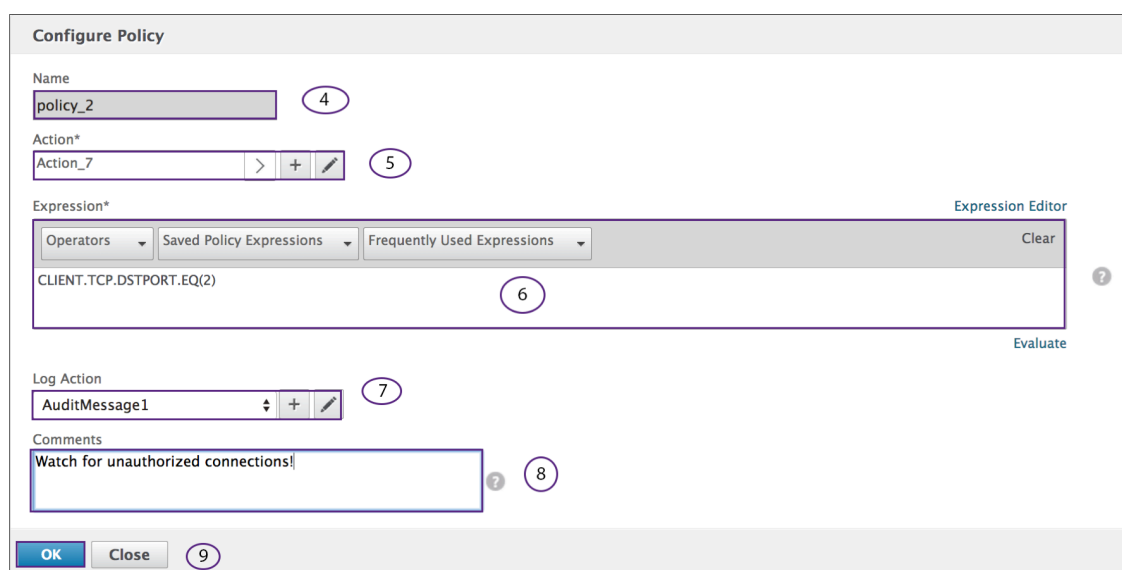 Configure Policy
Name
policy_2
4
Action*
Action_7
+
5
Expression*
Expression Editor
Operators
Saved Policy Expressions
Frequently Used Expressions
Clear
CLIENT.TCP.DSTPORT.EQ(2)
6
?
Evaluate
Log Action
AuditMessage1
+
7
Comments
Watch for unauthorized connections!
?
8
OK
Close
9